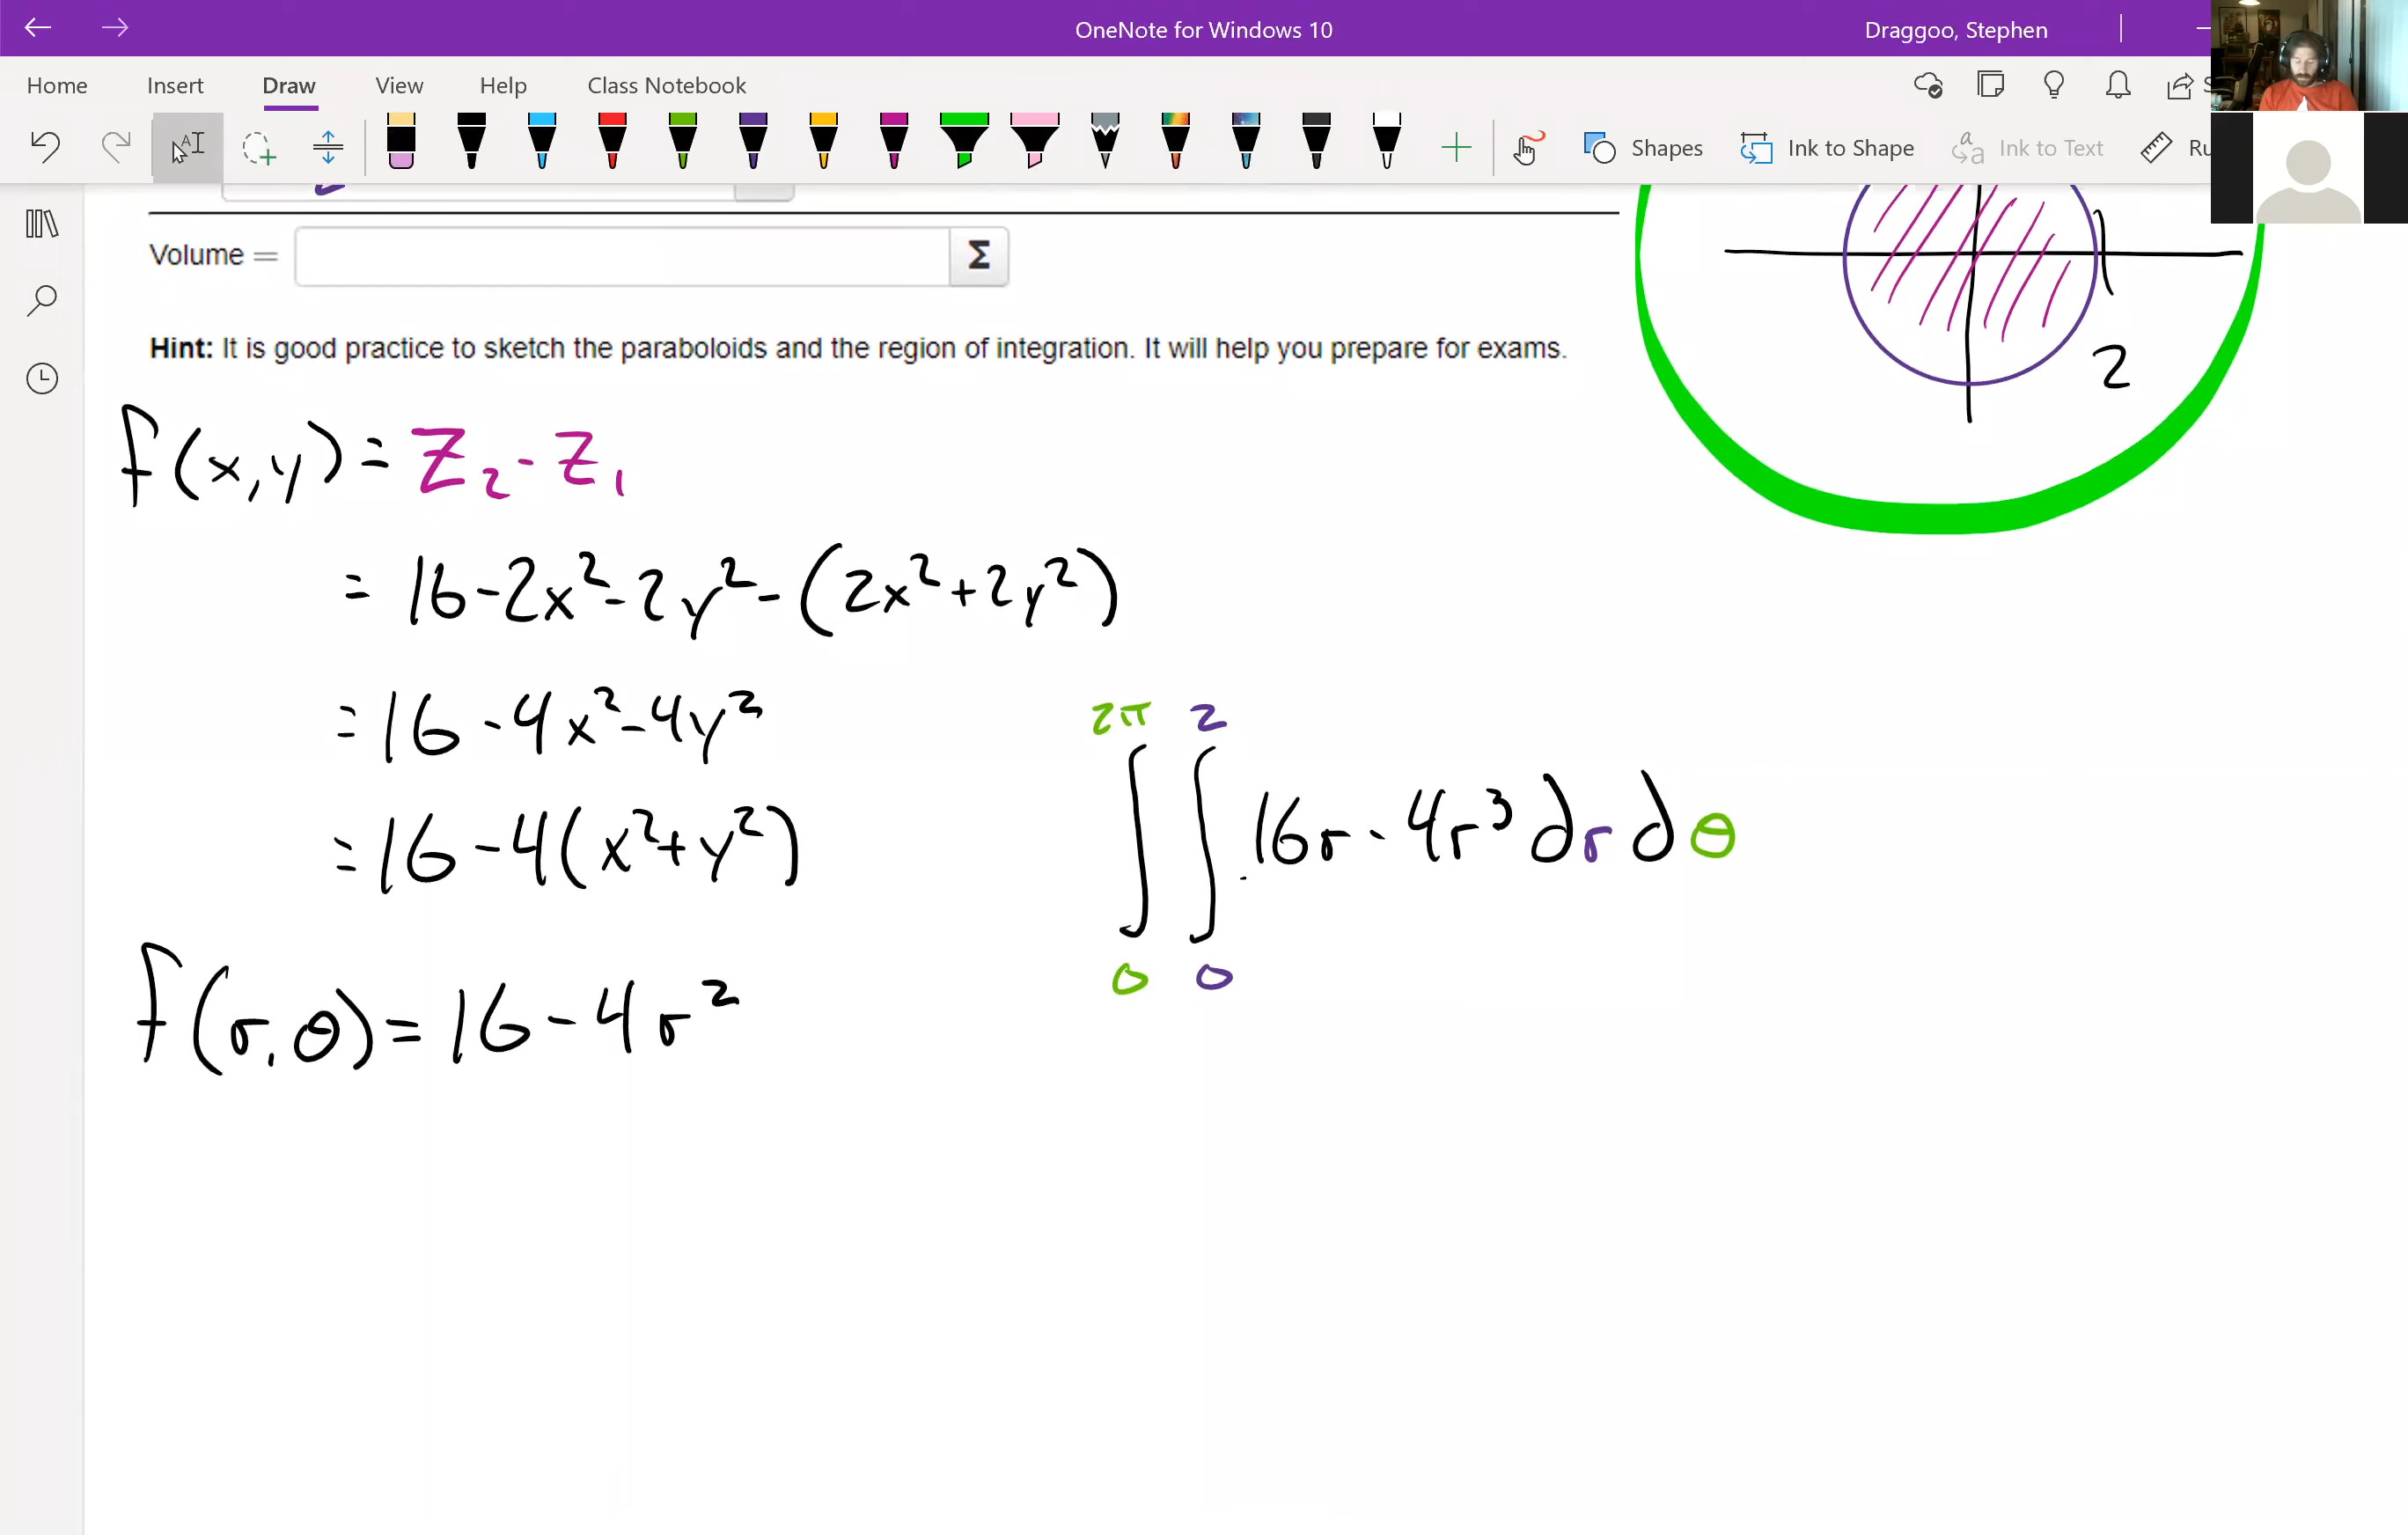 OneNote for Windows 10
Draggoo, Stephen
Home Insert Draw View Help Class Notebook
Shapes Ink to Shape Ink to Text Ru
Volume = Σ
Hint: It is good practice to sketch the paraboloids and the region of integration. It will help you prepare for exams.
2
f(x,y) = Z₂ - Z₁
= 16 - 2x² - 2y² - (2x² + 2y²)
= 16 - 4x² - 4y²
= 16 - 4(x² + y²)
2π 2
∫ ∫ 16r - 4r³ dr dθ
0 0
f(r,θ) = 16 - 4r²